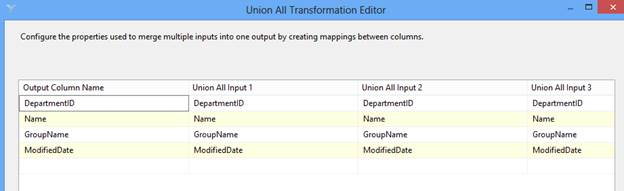 Union All Transformation Editor
Configure the properties used to merge multiple inputs into one output by creating mappings between columns.
Output Column Name Union All Input 1 Union All Input 2 Union All Input 3
DepartmentID DepartmentID DepartmentID DepartmentID
Name Name Name Name
GroupName GroupName GroupName GroupName
ModifiedDate ModifiedDate ModifiedDate ModifiedDate